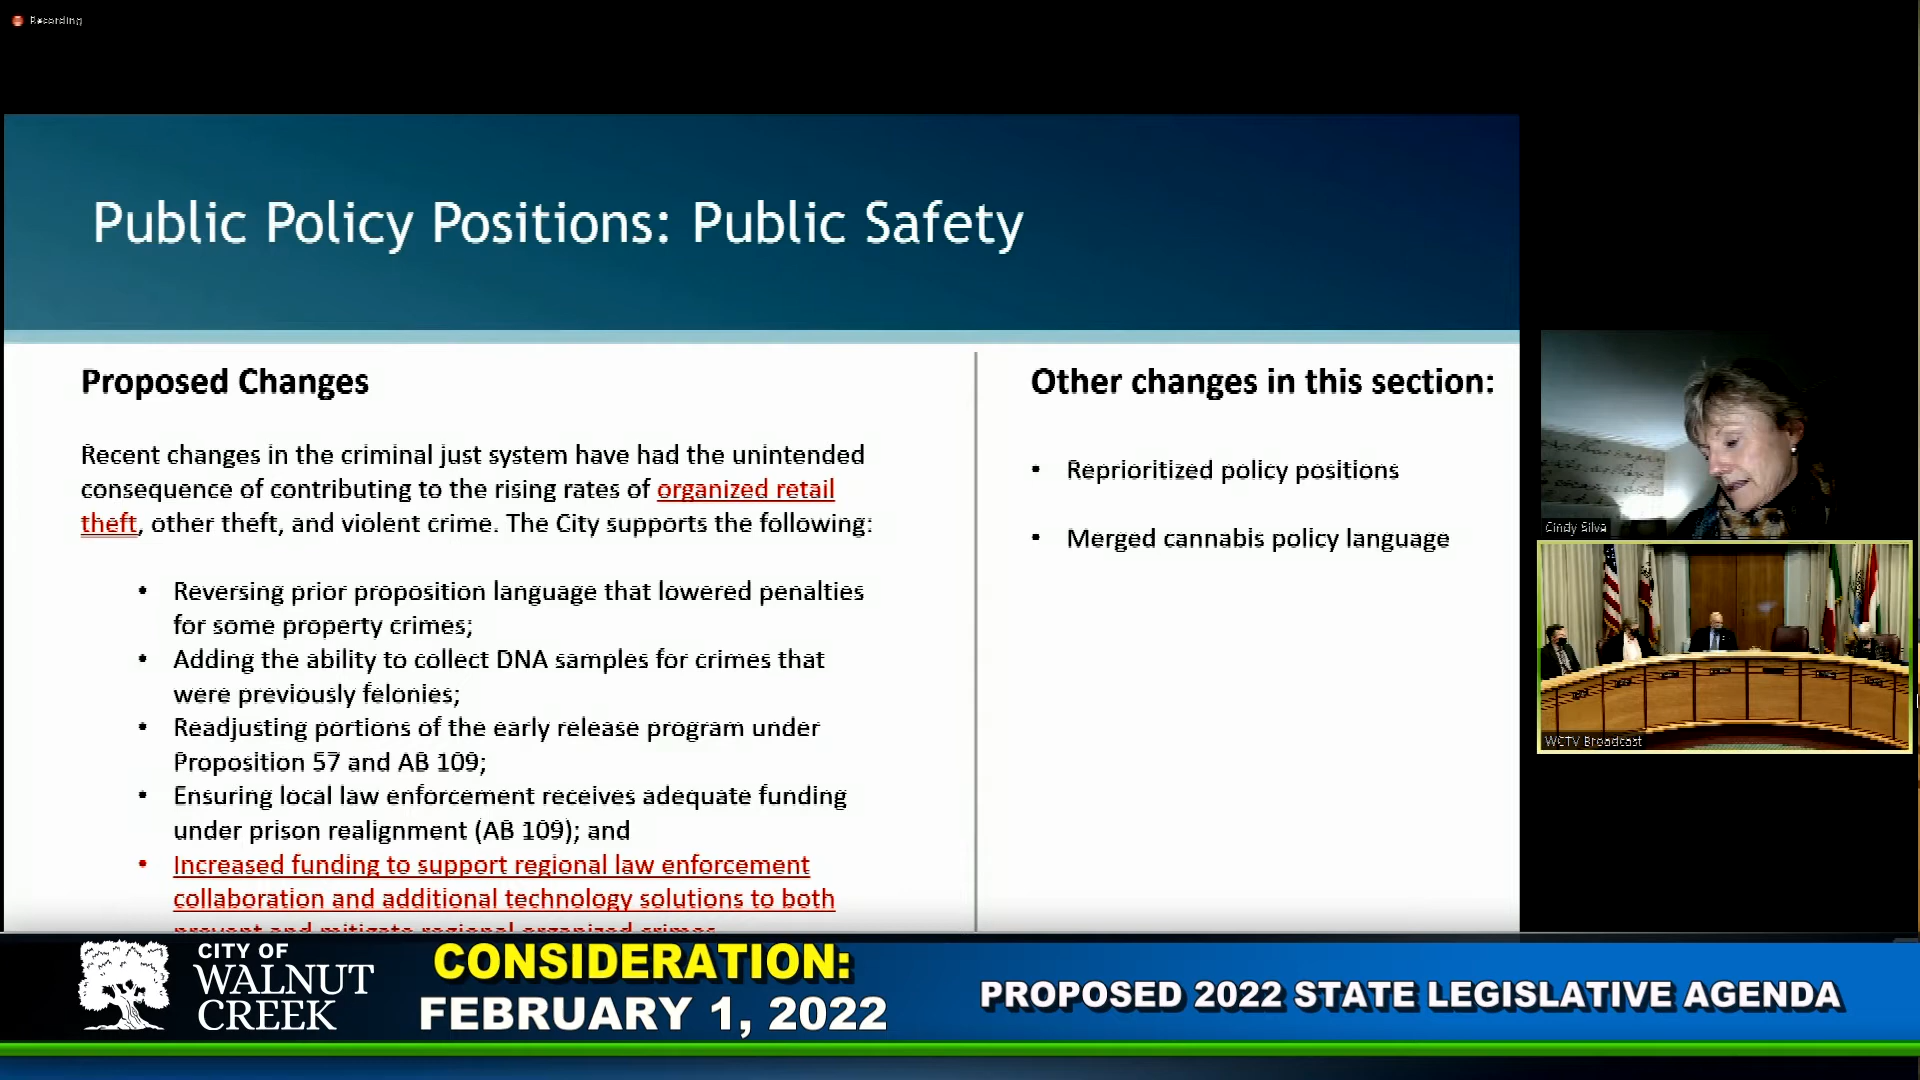 Recording
Public Policy Positions: Public Safety
Proposed Changes
Recent changes in the criminal just system have had the unintended
consequence of contributing to the rising rates of organized retail
theft, other theft, and violent crime. The City supports the following:
• Reversing prior proposition language that lowered penalties
for some property crimes;
• Adding the ability to collect DNA samples for crimes that
were previously felonies;
• Readjusting portions of the early release program under
Proposition 57 and AB 109;
• Ensuring local law enforcement receives adequate funding
under prison realignment (AB 109); and
• Increased funding to support regional law enforcement
collaboration and additional technology solutions to both
prevent and mitigate regional organized crimes
Other changes in this section:
• Reprioritized policy positions
• Merged cannabis policy language
Cindy Silva
WCTV Broadcast
CITY OF
WALNUT
CREEK
CONSIDERATION:
FEBRUARY 1, 2022
PROPOSED 2022 STATE LEGISLATIVE AGENDA